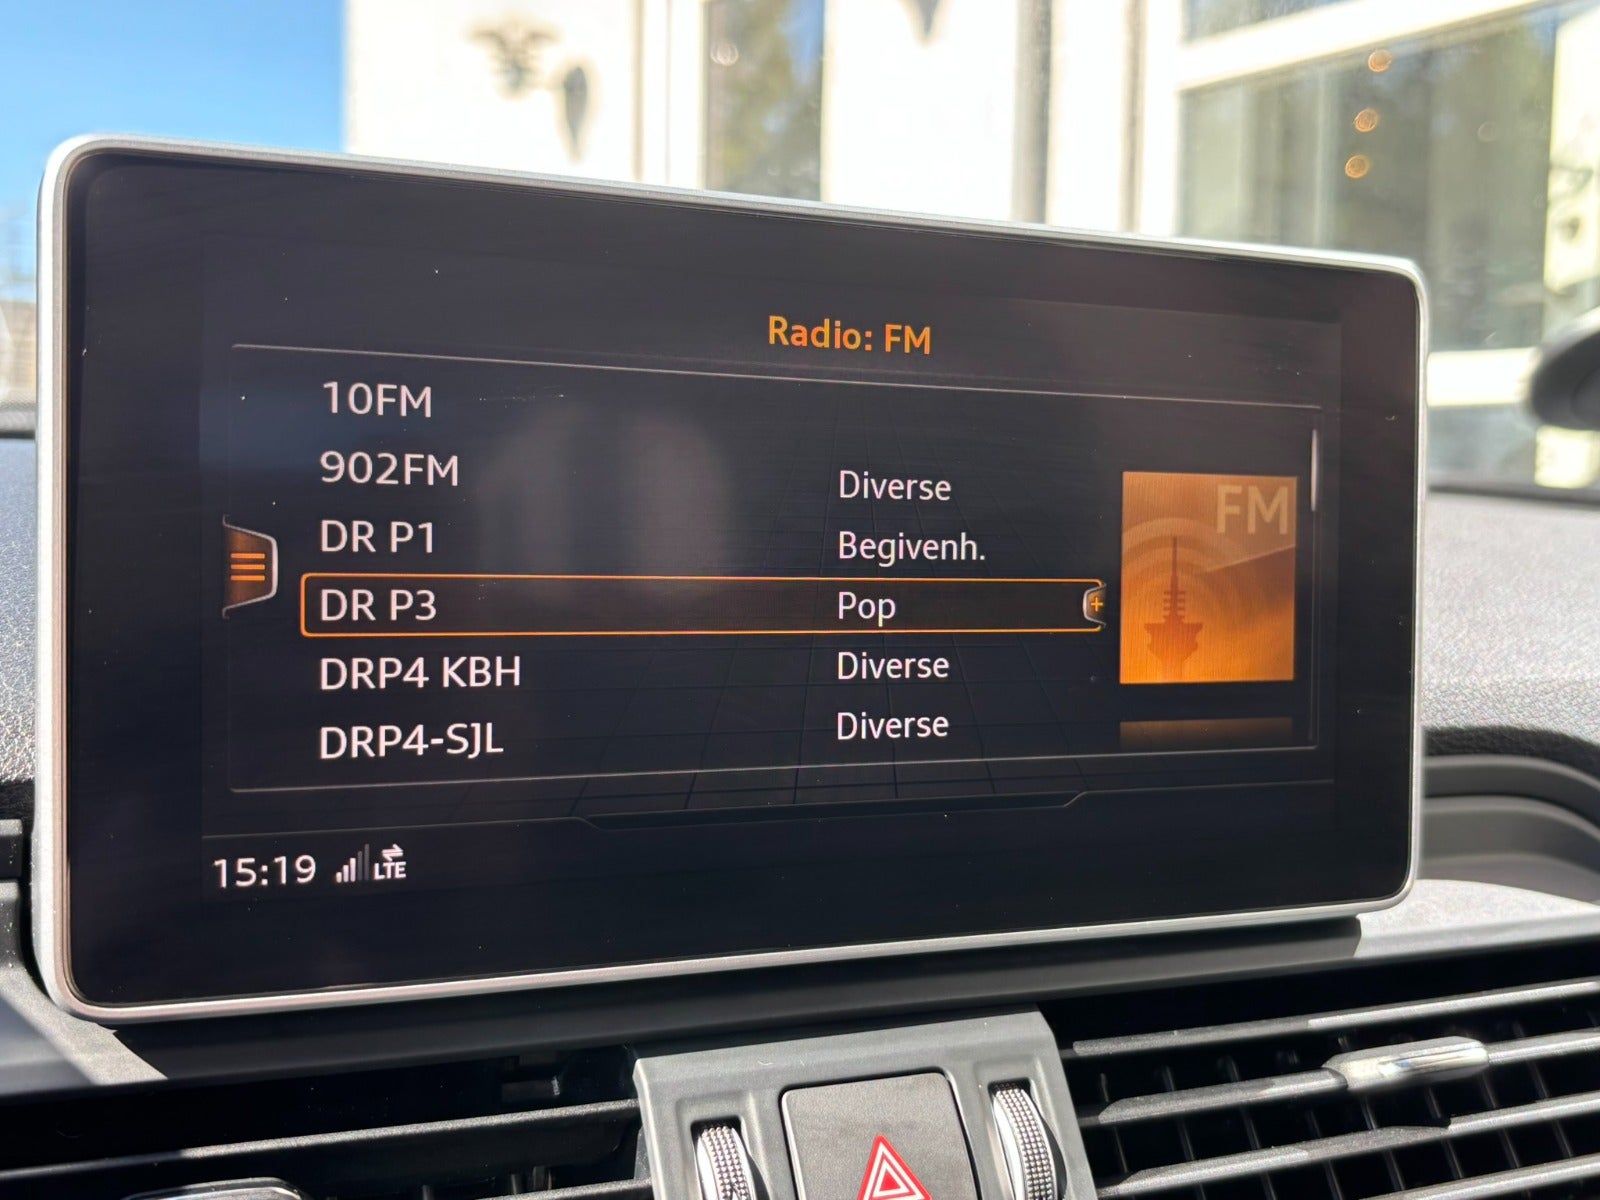 Radio: FM
10FM
902FM Diverse
DR P1 Begivenh.
DR P3 Pop
DRP4 KBH Diverse
DRP4-SJL Diverse
FM
15:19 LTE